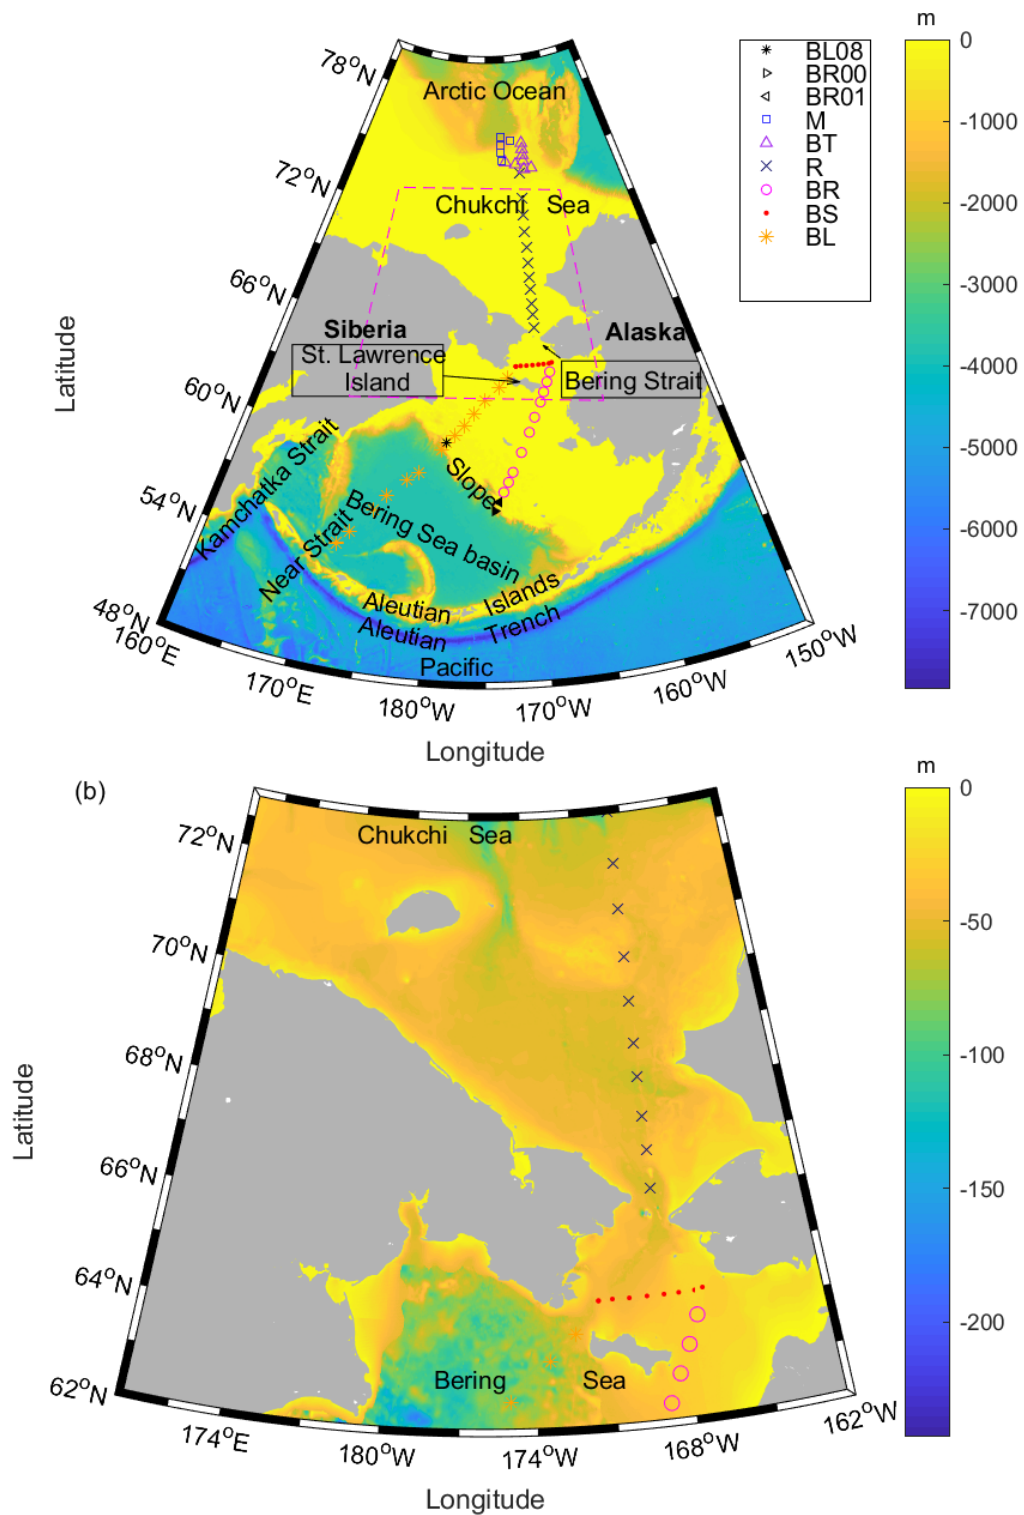 m
78°N
72°N
66°N
60°N
54°N
48°N
160°E
170°E
180°W
170°W
160°W
150°W
Latitude
Longitude
Arctic Ocean
Chukchi Sea
Siberia
Alaska
St. Lawrence
Island
Bering Strait
Kamchatka Strait
Near Strait
Slope
Bering Sea basin
Aleutian Islands
Aleutian Trench
Pacific
BL08
BR00
BR01
M
BT
R
BR
BS
BL
0
-1000
-2000
-3000
-4000
-5000
-6000
-7000
(b)
m
72°N
70°N
68°N
66°N
64°N
62°N
174°E
180°W
174°W
168°W
162°W
Latitude
Longitude
Chukchi Sea
Bering Sea
0
-50
-100
-150
-200